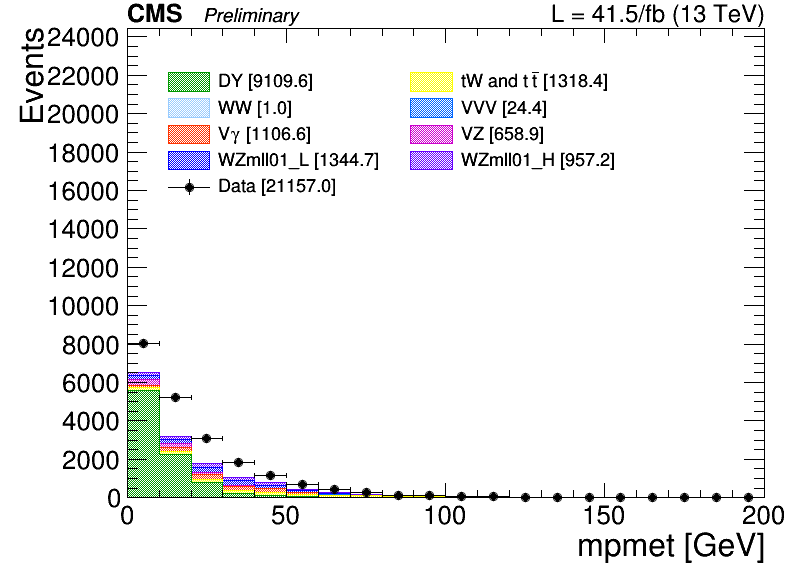 CMS Preliminary L = 41.5/fb (13 TeV)
Events
24000
22000
20000
18000
16000
14000
12000
10000
8000
6000
4000
2000
0
DY [9109.6] tW and t t̄ [1318.4]
WW [1.0] VVV [24.4]
Vγ [1106.6] VZ [658.9]
WZmll01_L [1344.7] WZmll01_H [957.2]
Data [21157.0]
0 50 100 150 200
mpmet [GeV]